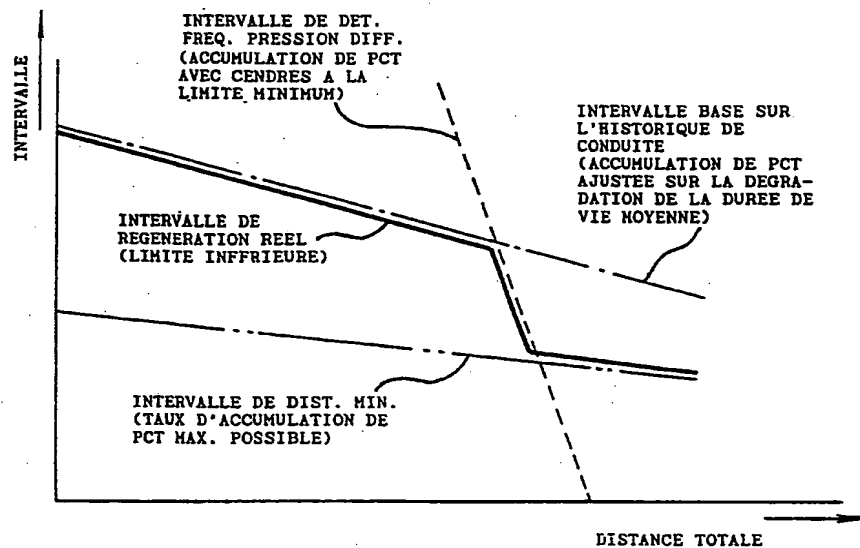 INTERVALLE DE DET.
FREQ. PRESSION DIFF.
(ACCUMULATION DE PCT
AVEC CENDRES A LA
LIMITE MINIMUM)
INTERVALLE
INTERVALLE BASE SUR
L'HISTORIQUE DE
CONDUITE
(ACCUMULATION DE PCT
AJUSTEE SUR LA DEGRA-
DATION DE LA DUREE DE
VIE MOYENNE)
INTERVALLE DE
REGENERATION REEL
(LIMITE INFFRIEURE)
INTERVALLE DE DIST. MIN.
(TAUX D'ACCUMULATION DE
PCT MAX. POSSIBLE)
DISTANCE TOTALE